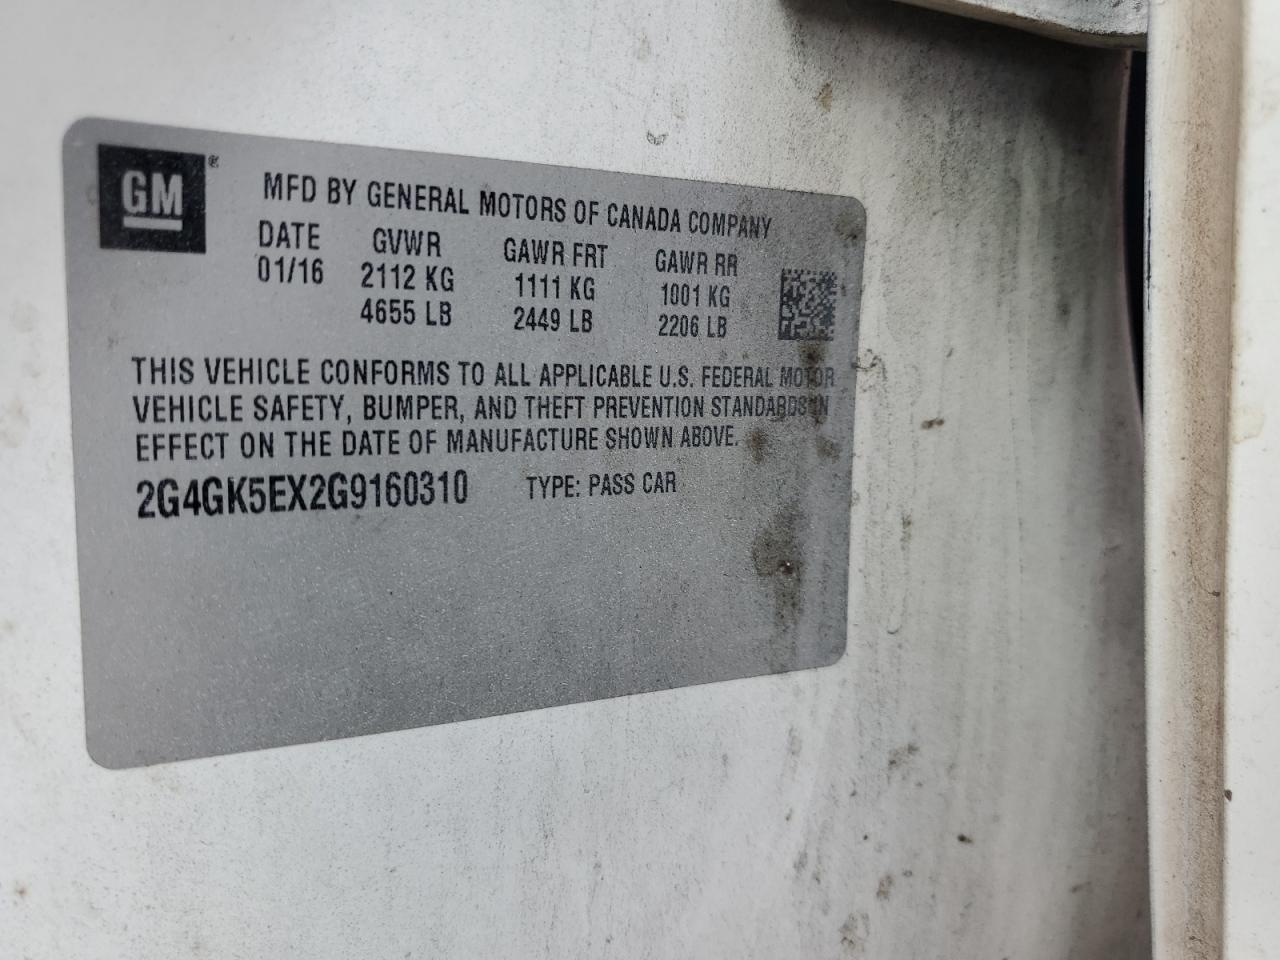 GM®
MFD BY GENERAL MOTORS OF CANADA COMPANY
DATE GVWR GAWR FRT GAWR RR
01/16 2112 KG 1111 KG 1001 KG
4655 LB 2449 LB 2206 LB
THIS VEHICLE CONFORMS TO ALL APPLICABLE U.S. FEDERAL MOTOR
VEHICLE SAFETY, BUMPER, AND THEFT PREVENTION STANDARDS IN
EFFECT ON THE DATE OF MANUFACTURE SHOWN ABOVE.
2G4GK5EX2G9160310 TYPE: PASS CAR